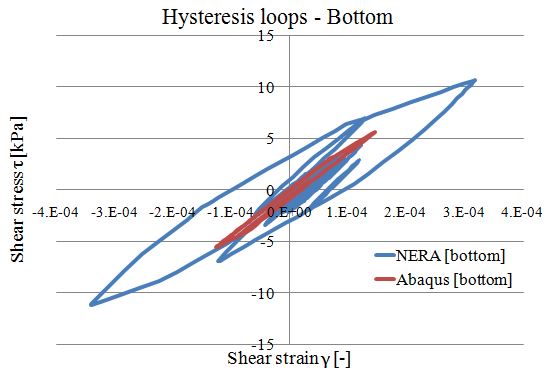 Hysteresis loops - Bottom
15
10
5
0
-4.E-04 -3.E-04 -2.E-04 -1.E-04 0.E+00 1.E-04 2.E-04 3.E-04 4.E-04
-5
-10
-15
Shear stress τ [kPa]
NERA [bottom]
Abaqus [bottom]
Shear strain γ [-]